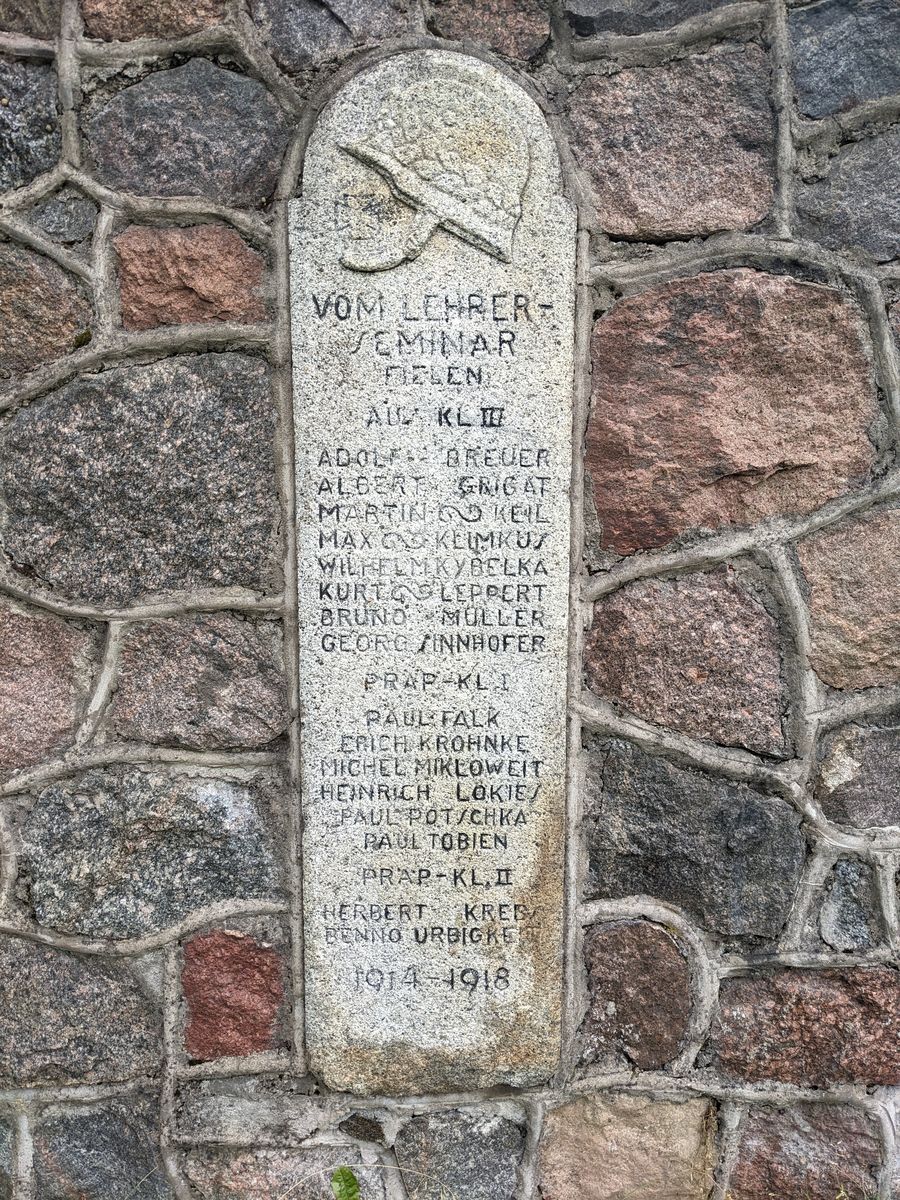 VOM LEHRER-
SEMINAR
FIELEN
AUS KL III
ADOLF BREUER
ALBERT GRIGAT
MARTIN KEIL
MAX KLIMKUS
WILHELM KYBELKA
KURT LEPPERT
BRUNO MÜLLER
GEORG SINNHOFER
PRÄP-KL. I
PAUL FALK
ERICH KROHNKE
MICHEL MIKLOWEIT
HEINRICH LOKIES
PAUL POTSCHKA
PAUL TOBIEN
PRÄP-KL. II
HERBERT KREBS
BENNO URBIGKEIT
1914-1918